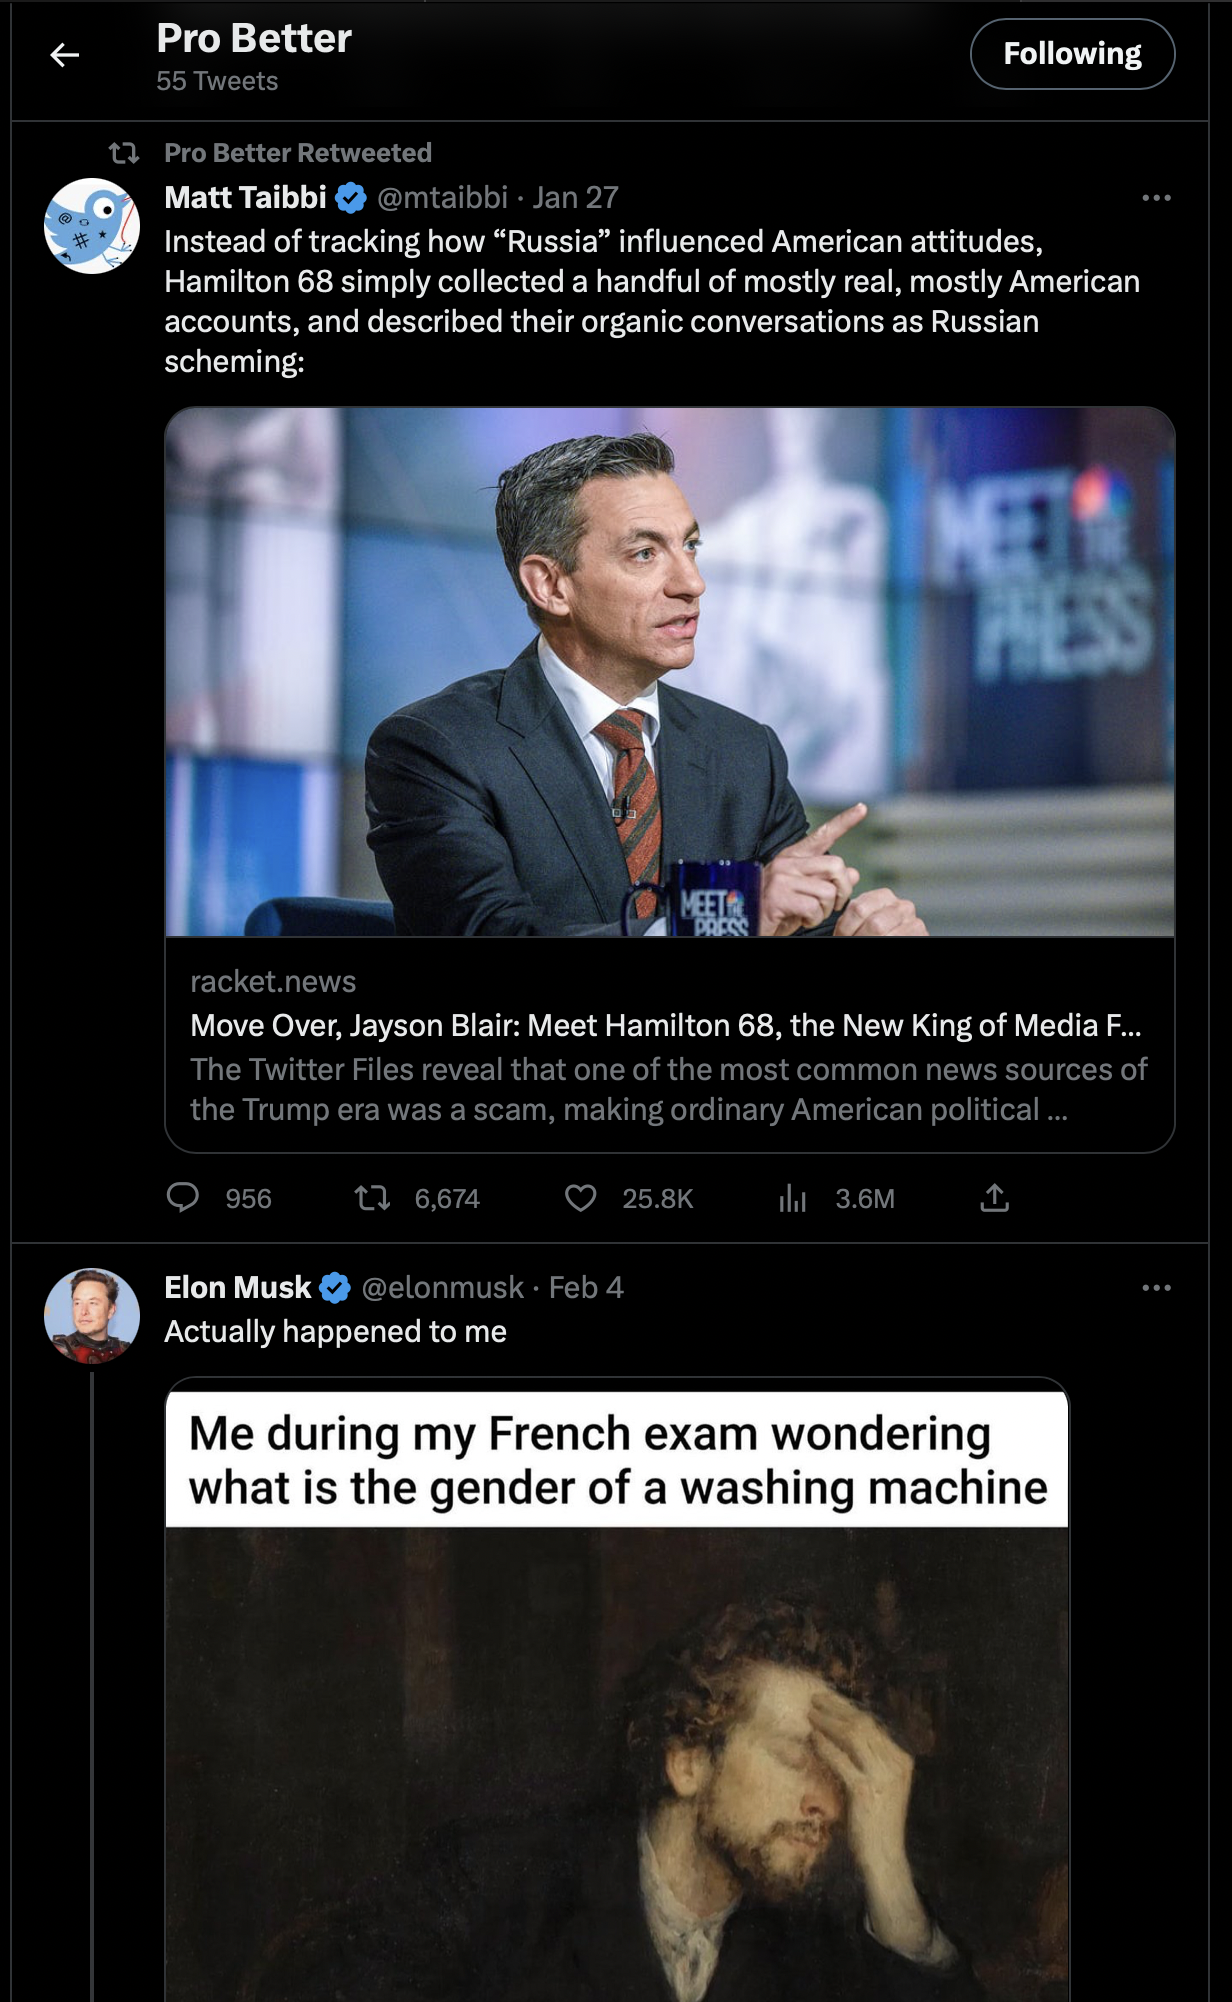 Pro Better
55 Tweets
Following
Pro Better Retweeted
Matt Taibbi @mtaibbi · Jan 27
Instead of tracking how “Russia” influenced American attitudes,
Hamilton 68 simply collected a handful of mostly real, mostly American
accounts, and described their organic conversations as Russian
scheming:
MEET THE
PRESS
MEET THE
PRESS
racket.news
Move Over, Jayson Blair: Meet Hamilton 68, the New King of Media F...
The Twitter Files reveal that one of the most common news sources of
the Trump era was a scam, making ordinary American political ...
956 6,674 25.8K 3.6M
Elon Musk @elonmusk · Feb 4
Actually happened to me
Me during my French exam wondering
what is the gender of a washing machine